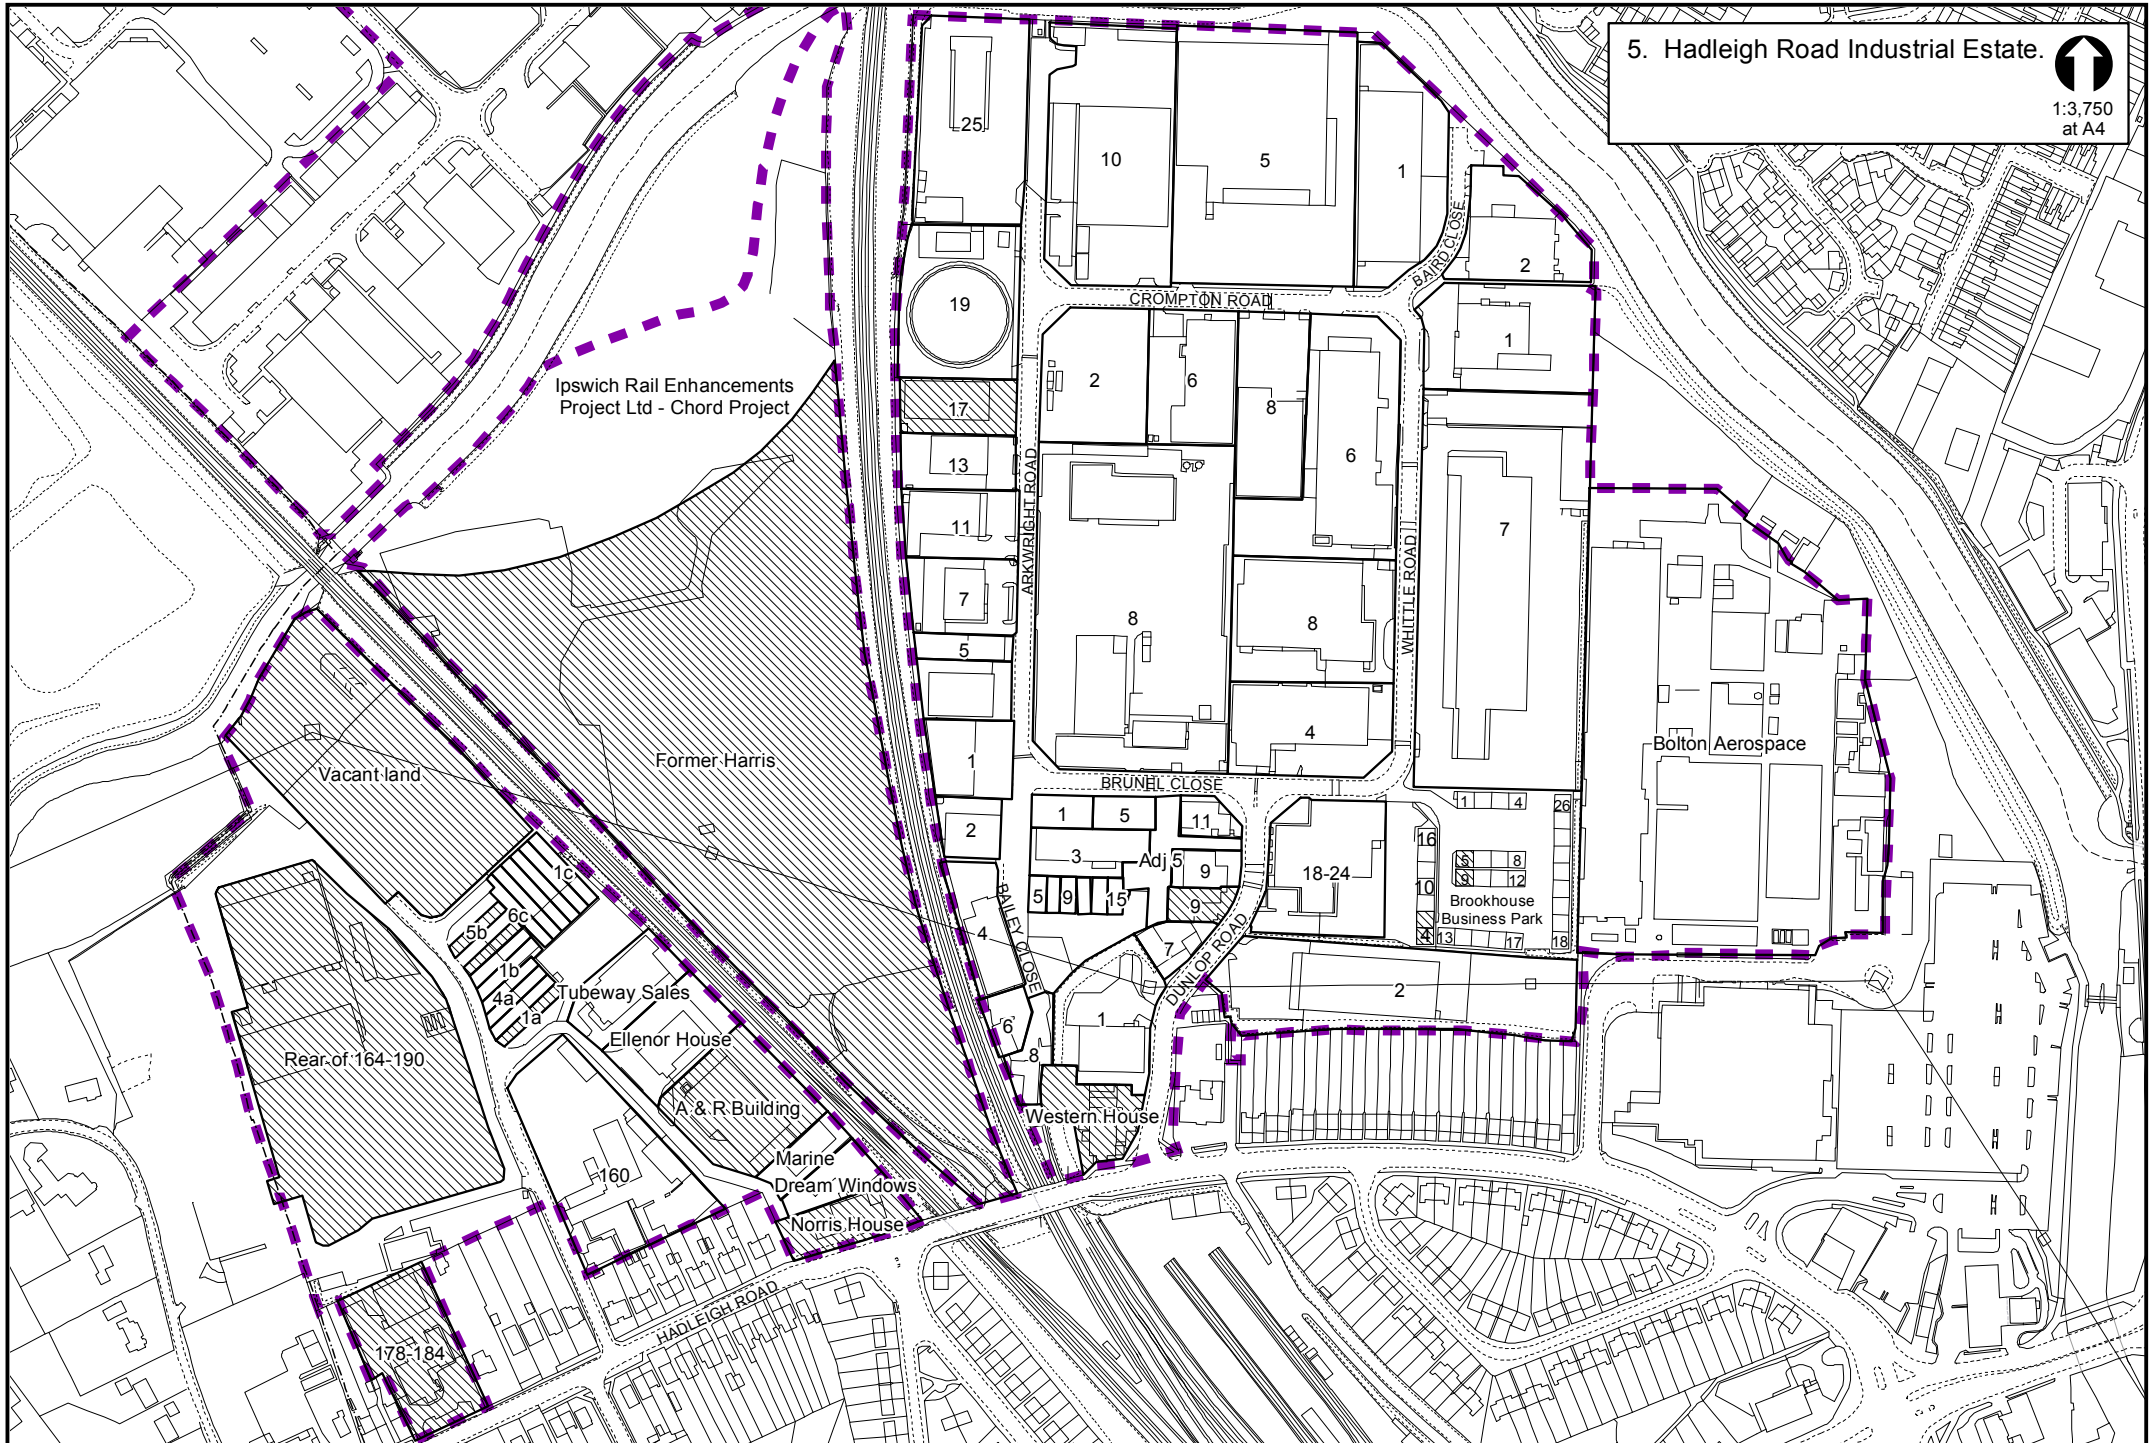 5. Hadleigh Road Industrial Estate.
1:3,750
at A4
25
10
5
1
2
BAIRD CLOSE
19
CROMPTON ROAD
1
Ipswich Rail Enhancements
Project Ltd - Chord Project
2
6
8
6
17
13
11
7
5
ARKWRIGHT ROAD
WHITTLE ROAD
7
8
8
4
1
2
Bolton Aerospace
Former Harris
Vacant land
BRUNEL CLOSE
1
5
11
3
Adj 5
9
5
9
15
9
7
18-24
1
4
26
16
5
8
10
9
12
Brookhouse
Business Park
4
13
17
18
BAILEY CLOSE
DUNLOP ROAD
4
6
8
1
2
1c
6c
5b
1b
4a
1a
Tubeway Sales
Ellenor House
Rear of 164-190
A & R Building
Western House
160
Marine
Dream Windows
Norris House
HADLEIGH ROAD
178-184